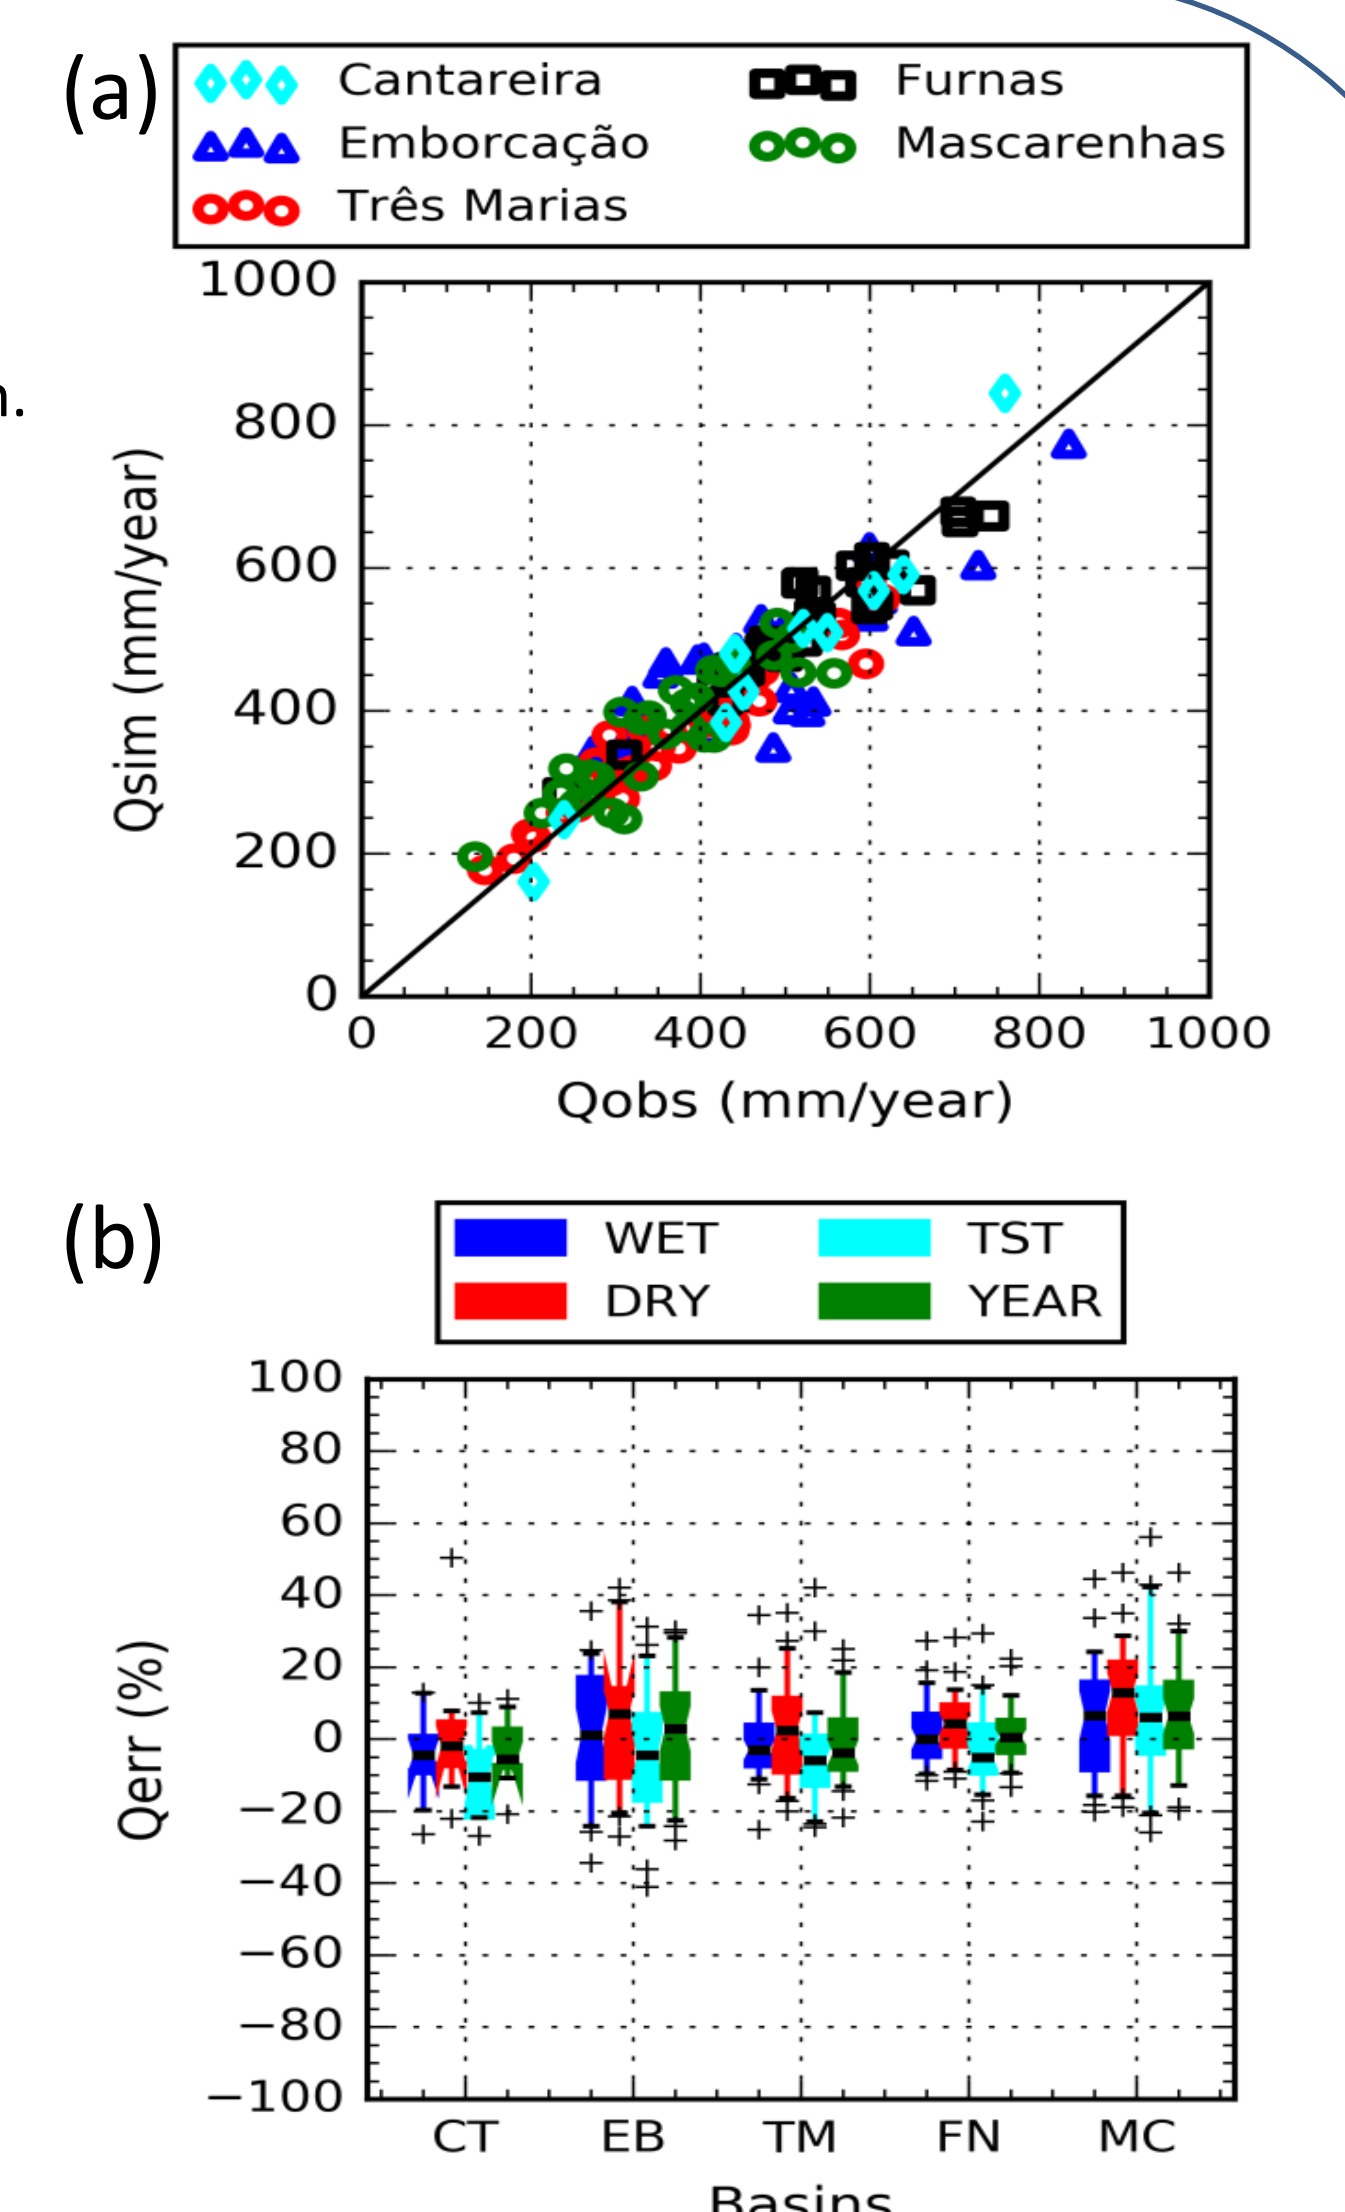 (a)
Cantareira
Furnas
Emborcação
Mascarenhas
Três Marias
1000
800
600
400
200
0
Qsim (mm/year)
0 200 400 600 800 1000
Qobs (mm/year)
(b)
WET
TST
DRY
YEAR
100
80
60
40
20
0
−20
−40
−60
−80
−100
Qerr (%)
CT EB TM FN MC
Basins